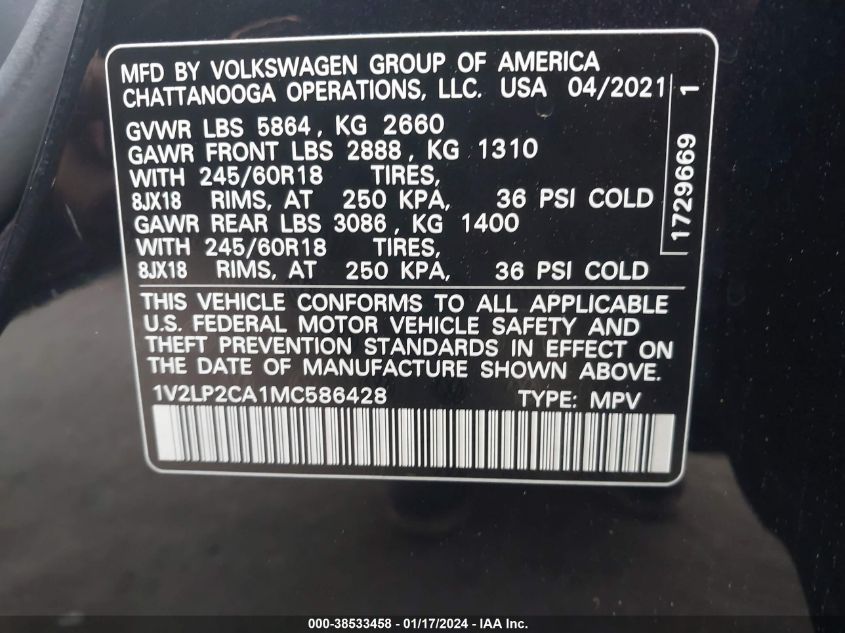 MFD BY VOLKSWAGEN GROUP OF AMERICA
CHATTANOOGA OPERATIONS, LLC. USA 04/2021
GVWR LBS 5864, KG 2660
GAWR FRONT LBS 2888, KG 1310
WITH 245/60R18 TIRES,
8JX18 RIMS, AT 250 KPA, 36 PSI COLD
GAWR REAR LBS 3086, KG 1400
WITH 245/60R18 TIRES,
8JX18 RIMS, AT 250 KPA, 36 PSI COLD
1729669 1
THIS VEHICLE CONFORMS TO ALL APPLICABLE
U.S. FEDERAL MOTOR VEHICLE SAFETY AND
THEFT PREVENTION STANDARDS IN EFFECT ON
THE DATE OF MANUFACTURE SHOWN ABOVE.
1V2LP2CA1MC586428 TYPE: MPV
000-38533458 - 01/17/2024 - IAA Inc.